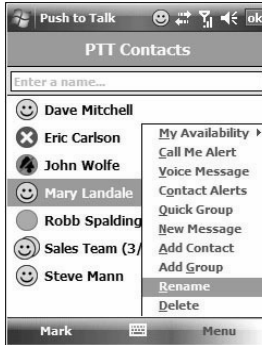 Push to Talk
ok
PTT Contacts
Enter a name...
Dave Mitchell
Eric Carlson
John Wolfe
Mary Landale
Robb Spalding
Sales Team (3/
Steve Mann
My Availability
Call Me Alert
Voice Message
Contact Alerts
Quick Group
New Message
Add Contact
Add Group
Rename
Delete
Mark
Menu